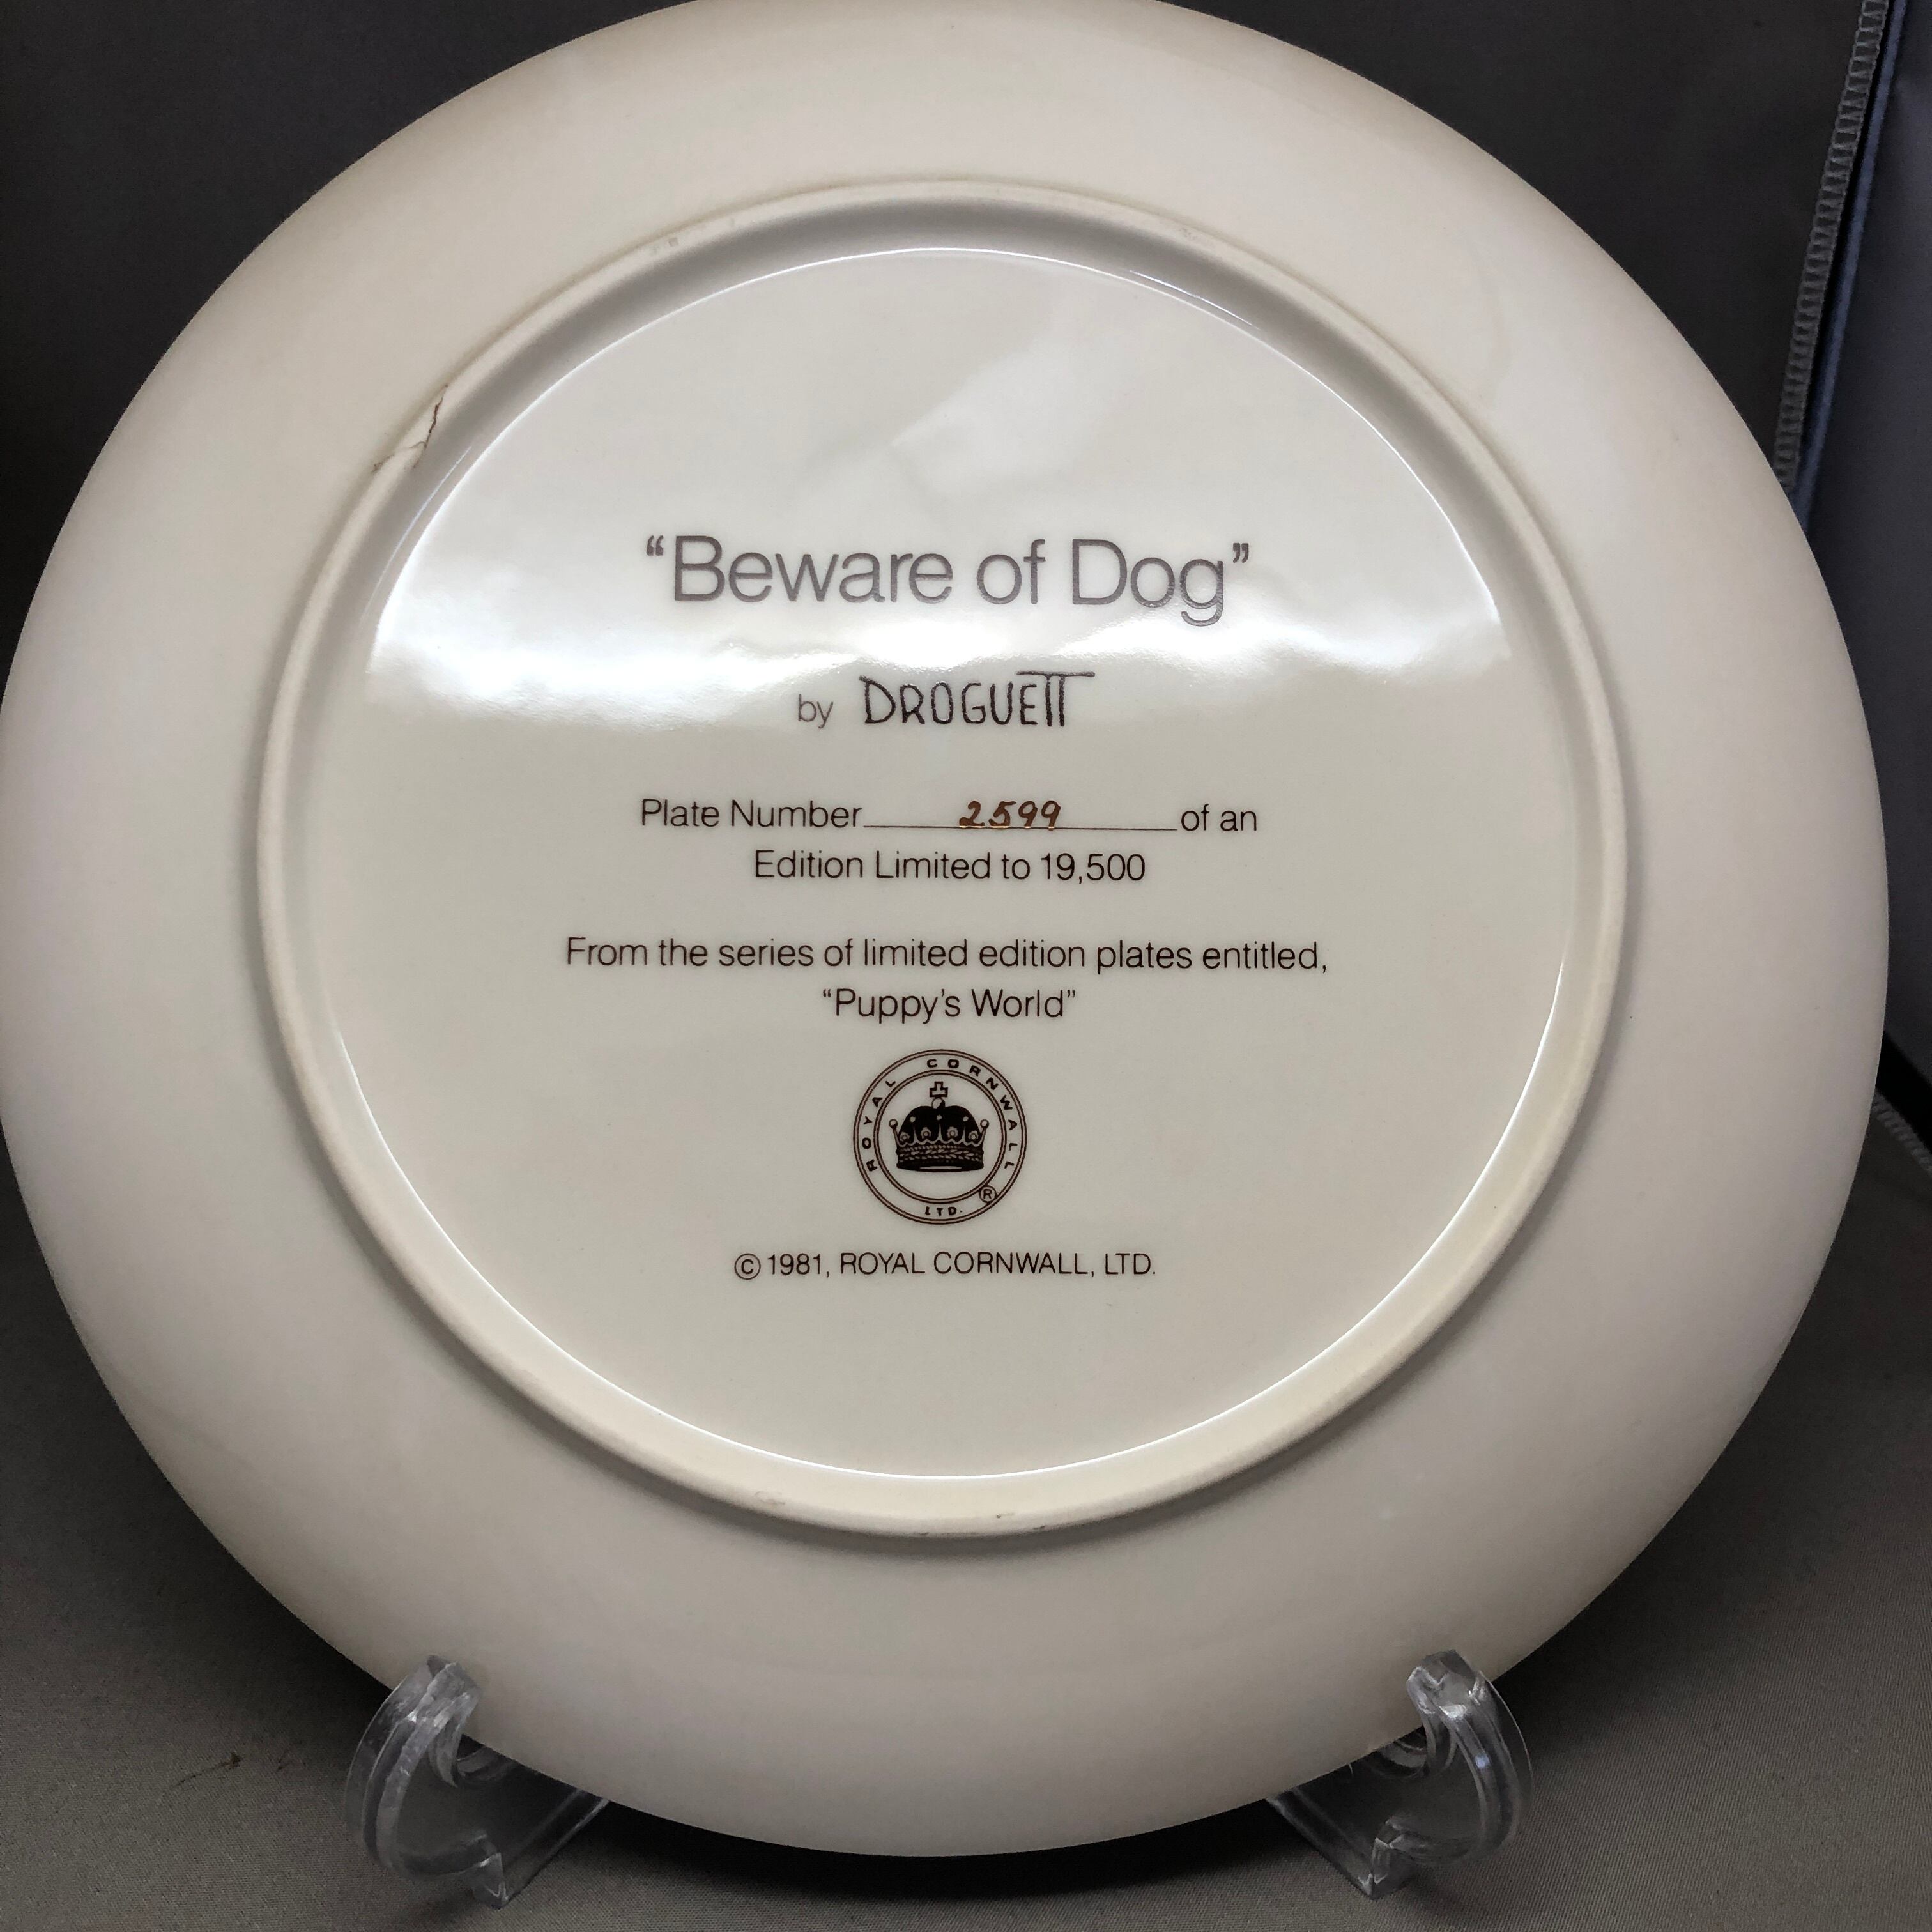 “Beware of Dog”
by DROGUETT
Plate Number 2599 of an
Edition Limited to 19,500
From the series of limited edition plates entitled,
“Puppy’s World”
ROYAL CORNWALL
LTD. ®
© 1981, ROYAL CORNWALL, LTD.